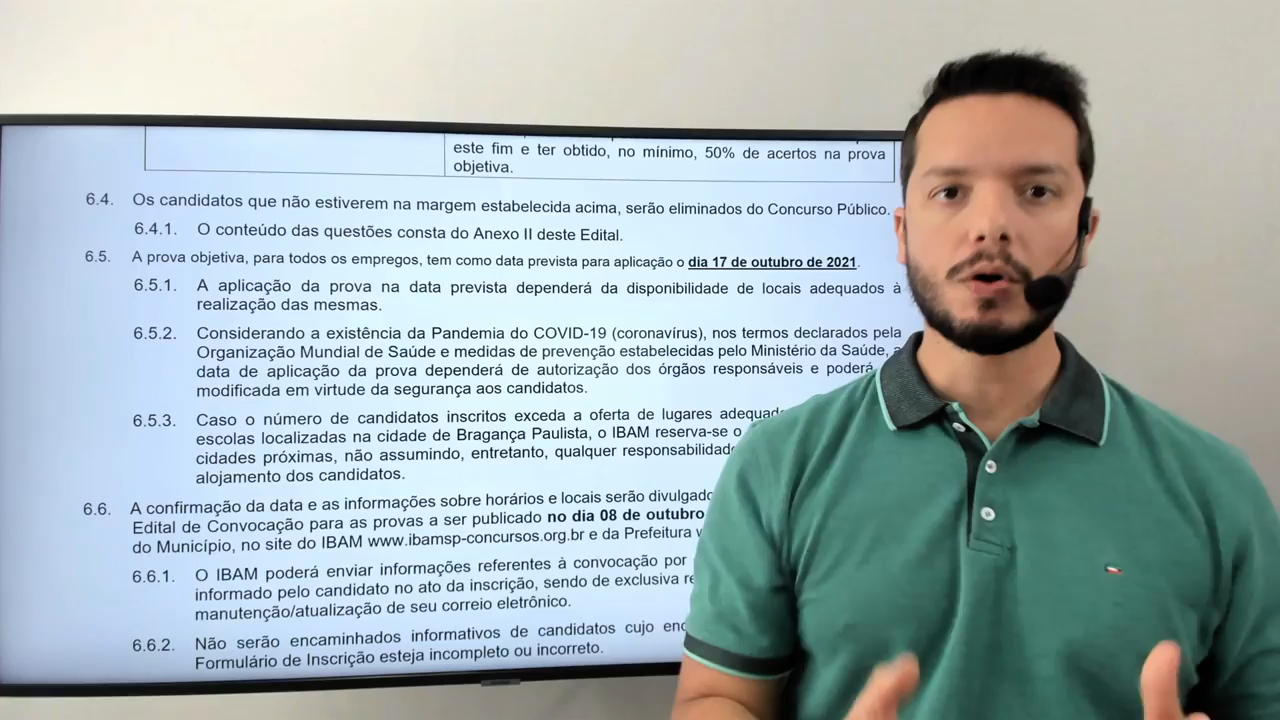 este fim e ter obtido, no mínimo, 50% de acertos na prova
objetiva.
6.4. Os candidatos que não estiverem na margem estabelecida acima, serão eliminados do Concurso Público.
6.4.1. O conteúdo das questões consta do Anexo II deste Edital.
6.5. A prova objetiva, para todos os empregos, tem como data prevista para aplicação o dia 17 de outubro de 2021.
6.5.1. A aplicação da prova na data prevista dependerá da disponibilidade de locais adequados à
realização das mesmas.
6.5.2. Considerando a existência da Pandemia do COVID-19 (coronavírus), nos termos declarados pela
Organização Mundial de Saúde e medidas de prevenção estabelecidas pelo Ministério da Saúde, a
data de aplicação da prova dependerá de autorização dos órgãos responsáveis e poderá
modificada em virtude da segurança aos candidatos.
6.5.3. Caso o número de candidatos inscritos exceda a oferta de lugares
escolas localizadas na cidade de Bragança Paulista, o IBAM reserva-se o
cidades próximas, não assumindo, entretanto, qualquer
alojamento dos candidatos.
6.6. A confirmação da data e as informações sobre horários e locais serão
Edital de Convocação para as provas a ser publicado no dia 08 de outubro
do Município, no site do IBAM www.ibamsp-concursos.org.br e da Prefeitura
6.6.1. O IBAM poderá enviar informações referentes à convocação por
informado pelo candidato no ato da inscrição, sendo de exclusiva
manutenção/atualização de seu correio eletrônico.
6.6.2. Não serão encaminhados informativos de candidatos cujo
Formulário de Inscrição esteja incompleto ou incorreto.